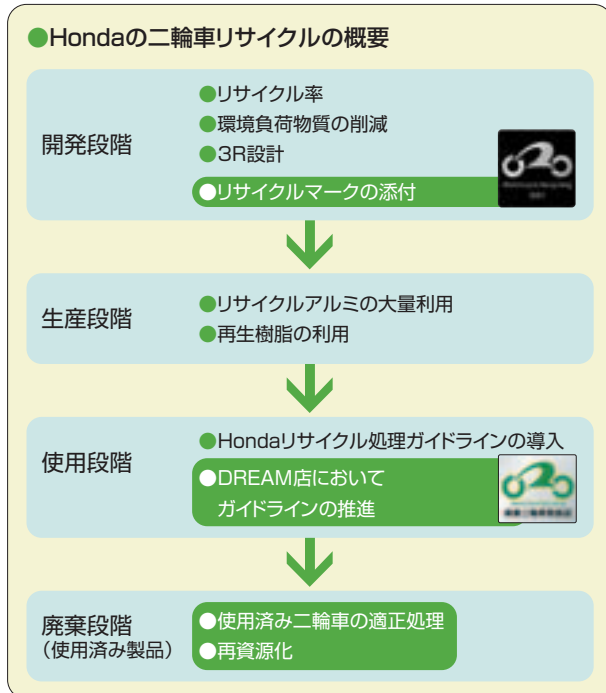 ●Hondaの二輪車リサイクルの概要
開発段階
●リサイクル率
●環境負荷物質の削減
●3R設計
●リサイクルマークの添付
生産段階
●リサイクルアルミの大量利用
●再生樹脂の利用
使用段階
●Hondaリサイクル処理ガイドラインの導入
●DREAM店において
ガイドラインの推進
廃棄段階
（使用済み製品）
●使用済み二輪車の適正処理
●再資源化